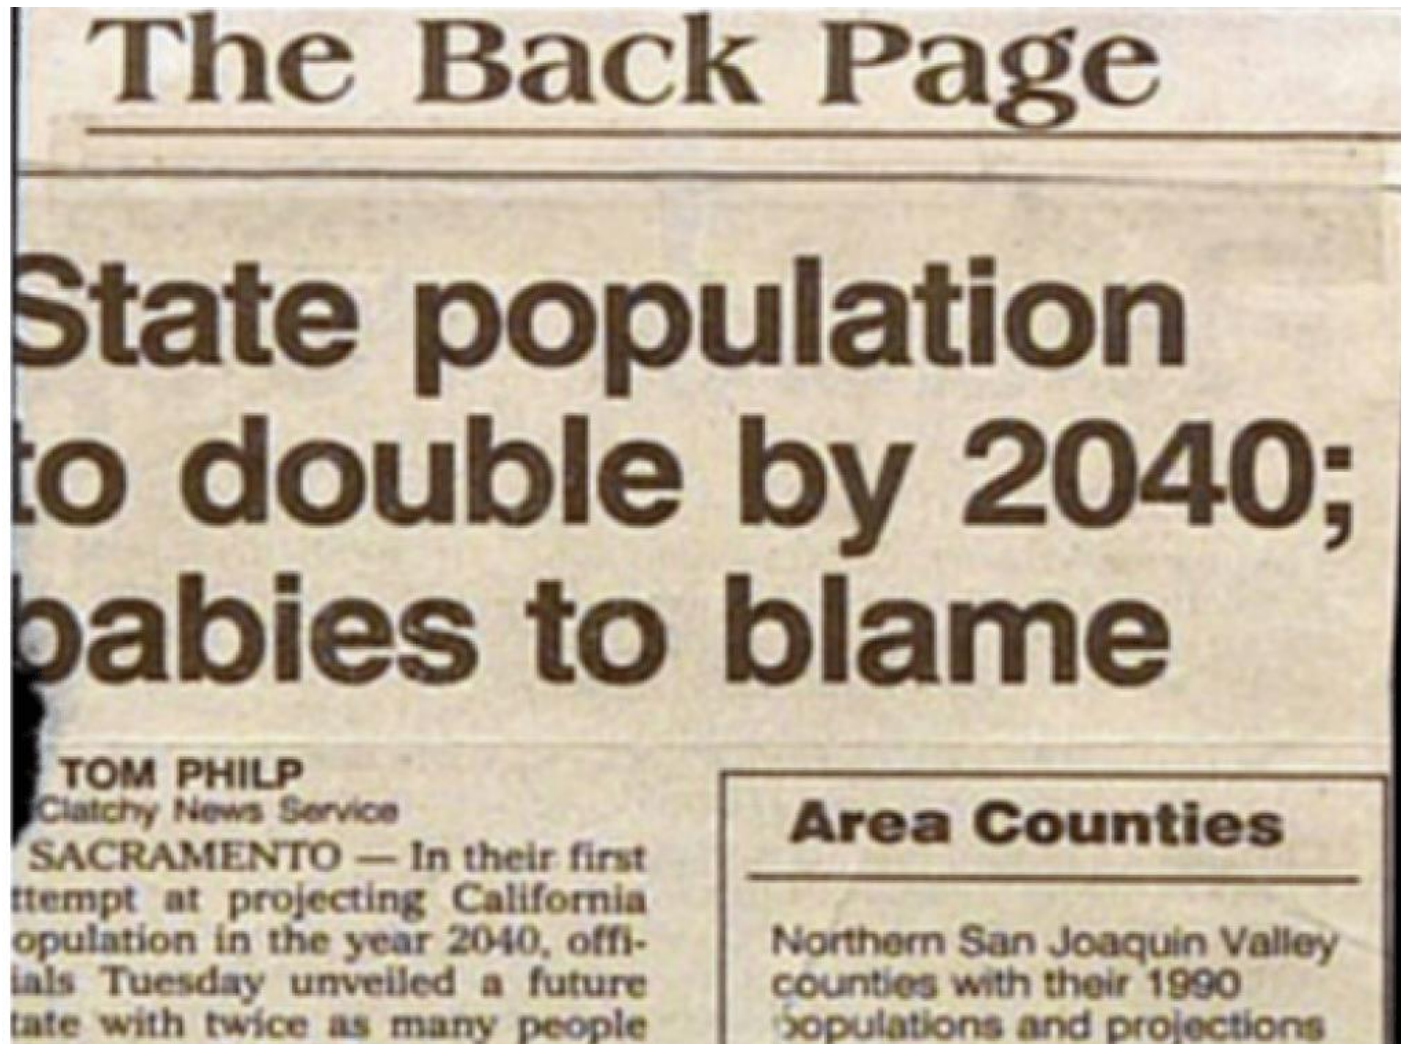 The Back Page
State population
to double by 2040;
babies to blame
TOM PHILP
Clatchy News Service
SACRAMENTO — In their first
ttempt at projecting California
opulation in the year 2040, offi-
ials Tuesday unveiled a future
tate with twice as many people
Area Counties
Northern San Joaquin Valley
counties with their 1990
populations and projections